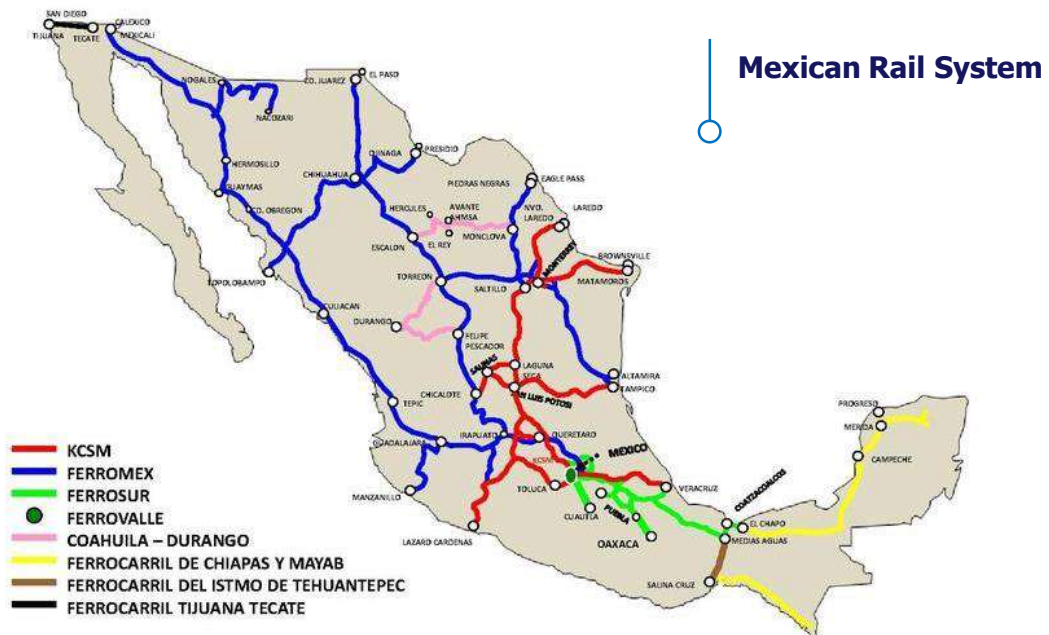 Mexican Rail System
SAN DIEGO
TIJUANA
TECATE
CALEXICO
MEXICALI
NOGALES
NACOZARI
CD. JUAREZ
EL PASO
OJINAGA
PRESIDIO
HERMOSILLO
GUAYMAS
CD. OBREGON
CHIHUAHUA
PIEDRAS NEGRAS
EAGLE PASS
HERCULES
AVANTE
AHMSA
NVO.
LAREDO
LAREDO
MONCLOVA
ESCALON
EL REY
MONTERREY
BROWNSVILLE
MATAMOROS
TOPOLOBAMPO
TORREON
SALTILLO
CULIACAN
DURANGO
FELIPE
PESCADOR
SALINAS
LAGUNA
SECA
ALTAMIRA
TAMPICO
CHICALOTE
SAN LUIS POTOSI
TEPIC
GUADALAJARA
IRAPUATO
QUERETARO
MEXICO
KCSM
PROGRESO
MERIDA
CAMPECHE
MANZANILLO
TOLUCA
VERACRUZ
COATZACOALCOS
CUAUTLA
PUEBLA
EL CHAPO
LAZARO CARDENAS
OAXACA
MEDIAS AGUAS
SALINA CRUZ
KCSM
FERROMEX
FERROSUR
FERROVALLE
COAHUILA – DURANGO
FERROCARRIL DE CHIAPAS Y MAYAB
FERROCARRIL DEL ISTMO DE TEHUANTEPEC
FERROCARRIL TIJUANA TECATE